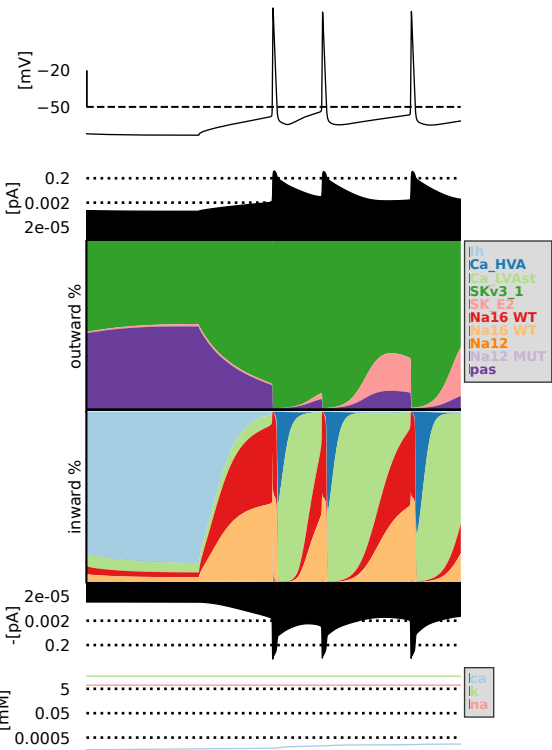 [mV]
−20
−50
[pA]
0.2
0.002
2e-05
outward %
Ih
Ca_HVA
Ca_LVAst
SKv3_1
SK_E2
Na16 WT
Na16 WT
Na12
Na12 MUT
pas
inward %
-[pA]
2e-05
0.002
0.2
[mM]
5
0.05
0.0005
ca
k
na